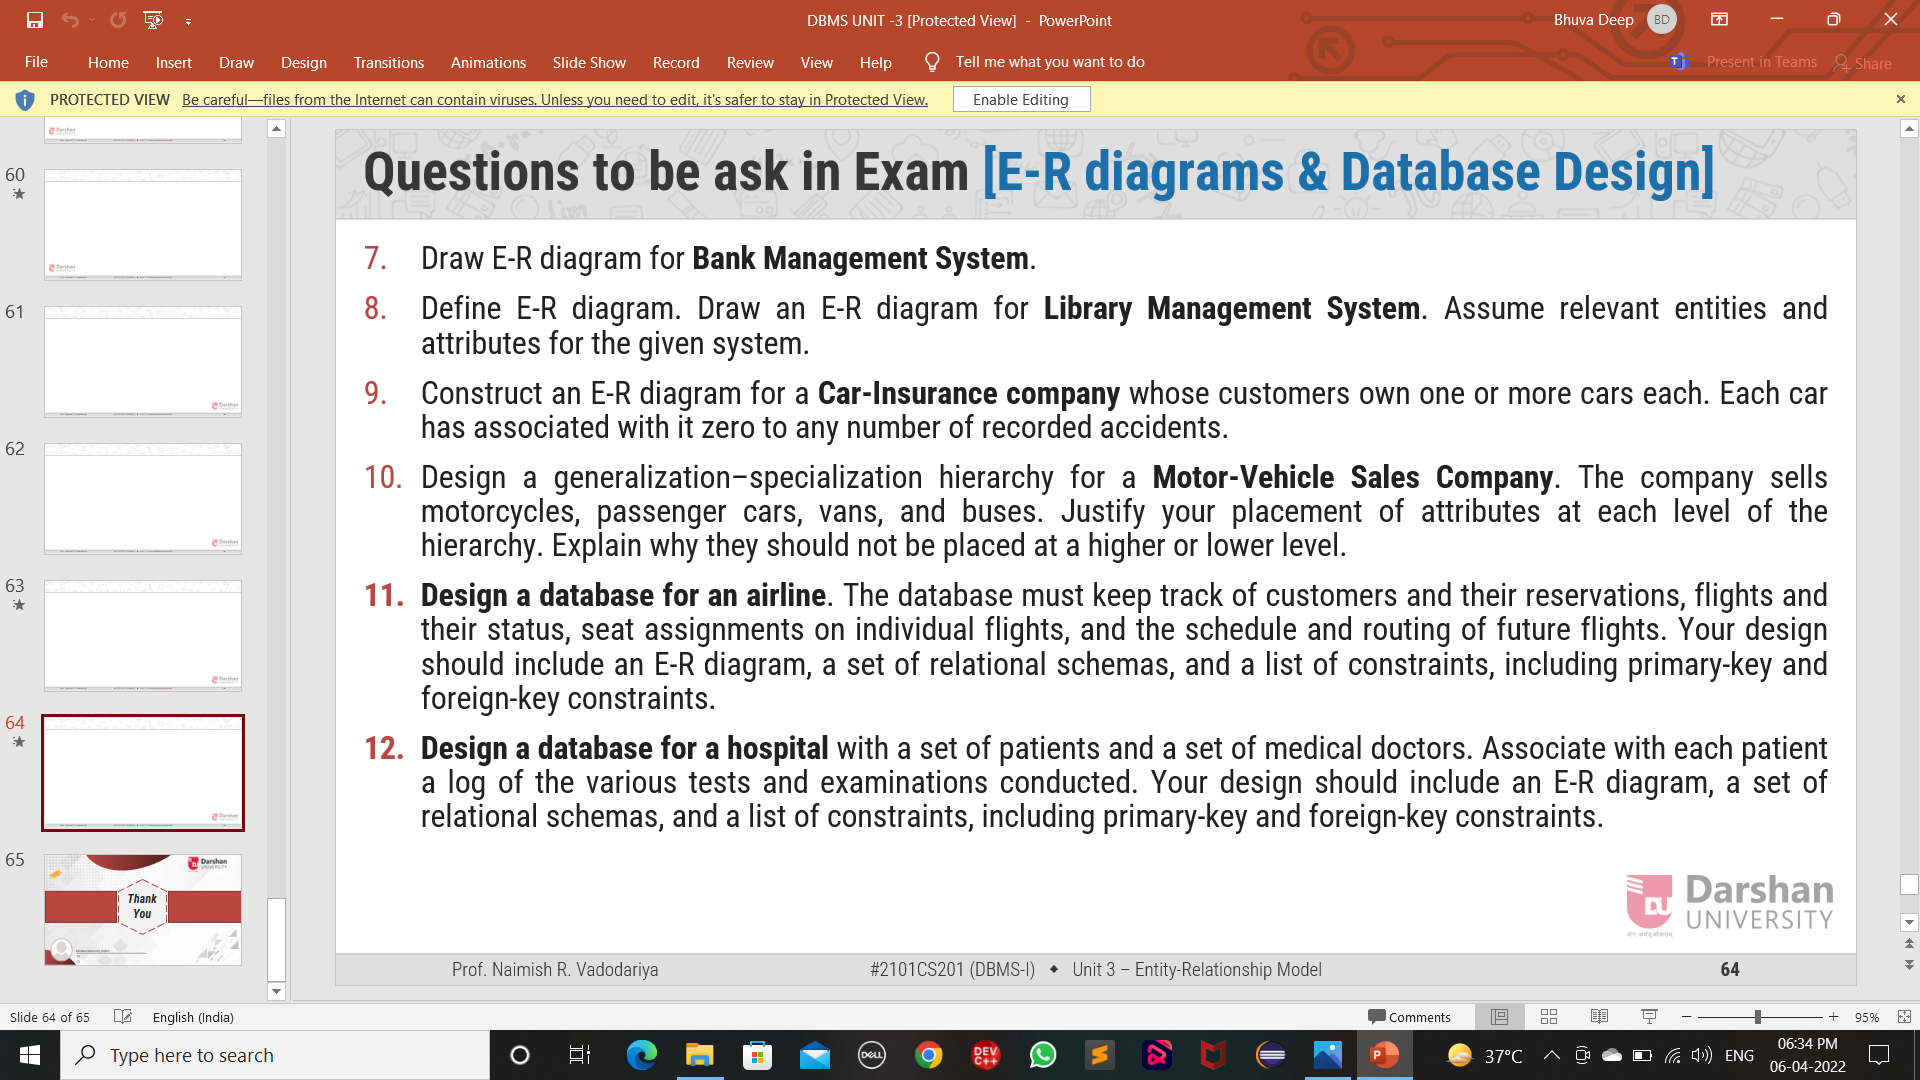 DBMS UNIT -3 [Protected View] - PowerPoint
Bhuva Deep BD
File Home Insert Draw Design Transitions Animations Slide Show Record Review View Help Tell me what you want to do Present in Teams Share
PROTECTED VIEW Be careful—files from the Internet can contain viruses. Unless you need to edit, it's safer to stay in Protected View. Enable Editing
60
61
62
63
64
65
Darshan
UNIVERSITY
Thank
You
Questions to be ask in Exam [E-R diagrams & Database Design]
7. Draw E-R diagram for Bank Management System.
8. Define E-R diagram. Draw an E-R diagram for Library Management System. Assume relevant entities and
attributes for the given system.
9. Construct an E-R diagram for a Car-Insurance company whose customers own one or more cars each. Each car
has associated with it zero to any number of recorded accidents.
10. Design a generalization–specialization hierarchy for a Motor-Vehicle Sales Company. The company sells
motorcycles, passenger cars, vans, and buses. Justify your placement of attributes at each level of the
hierarchy. Explain why they should not be placed at a higher or lower level.
11. Design a database for an airline. The database must keep track of customers and their reservations, flights and
their status, seat assignments on individual flights, and the schedule and routing of future flights. Your design
should include an E-R diagram, a set of relational schemas, and a list of constraints, including primary-key and
foreign-key constraints.
12. Design a database for a hospital with a set of patients and a set of medical doctors. Associate with each patient
a log of the various tests and examinations conducted. Your design should include an E-R diagram, a set of
relational schemas, and a list of constraints, including primary-key and foreign-key constraints.
DU Darshan
UNIVERSITY
Prof. Naimish R. Vadodariya #2101CS201 (DBMS-I) ◆ Unit 3 – Entity-Relationship Model 64
Slide 64 of 65 English (India) Comments 95%
Type here to search
DELL
DEV
C++
37°C ENG 06:34 PM
06-04-2022